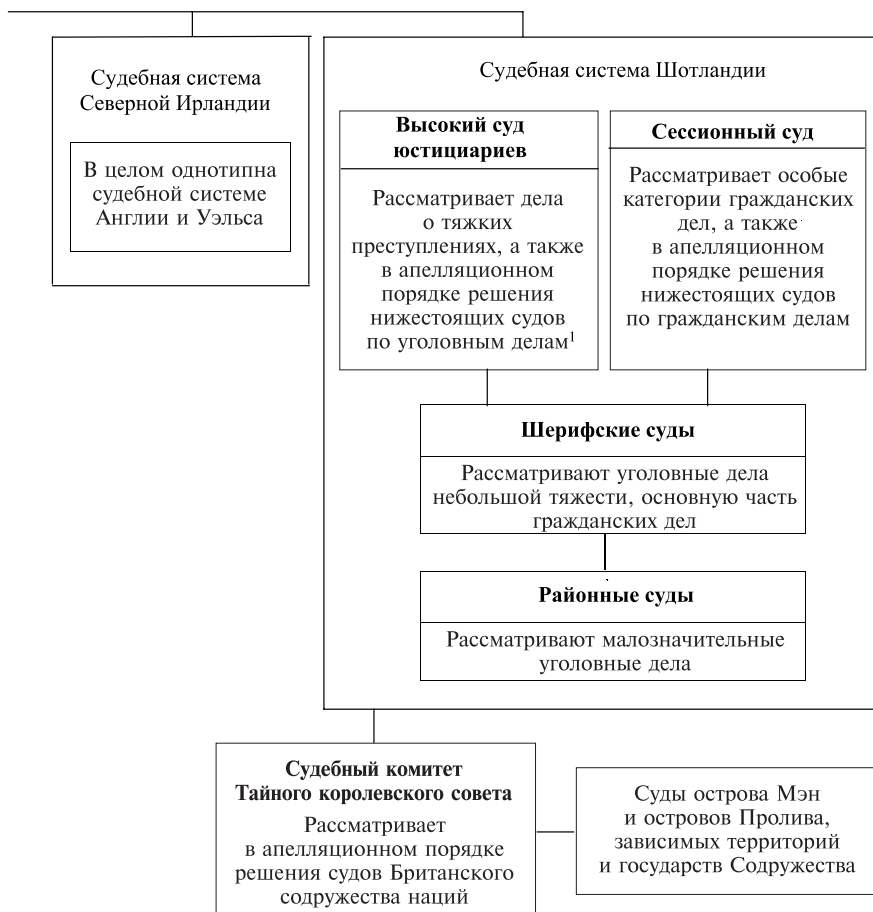 Судебная система
Северной Ирландии
В целом однотипна
судебной системе
Англии и Уэльса
Судебная система Шотландии
Высокий суд
юстициариев
Рассматривает дела
о тяжких
преступлениях, а также
в апелляционном
порядке решения
нижестоящих судов
по уголовным делам¹
Сессионный суд
Рассматривает особые
категории гражданских
дел, а также
в апелляционном
порядке решения
нижестоящих судов
по гражданским делам
Шерифские суды
Рассматривают уголовные дела
небольшой тяжести, основную часть
гражданских дел
Районные суды
Рассматривают малозначительные
уголовные дела
Судебный комитет
Тайного королевского совета
Рассматривает
в апелляционном порядке
решения судов Британского
содружества наций
Суды острова Мэн
и островов Пролива,
зависимых территорий
и государств Содружества